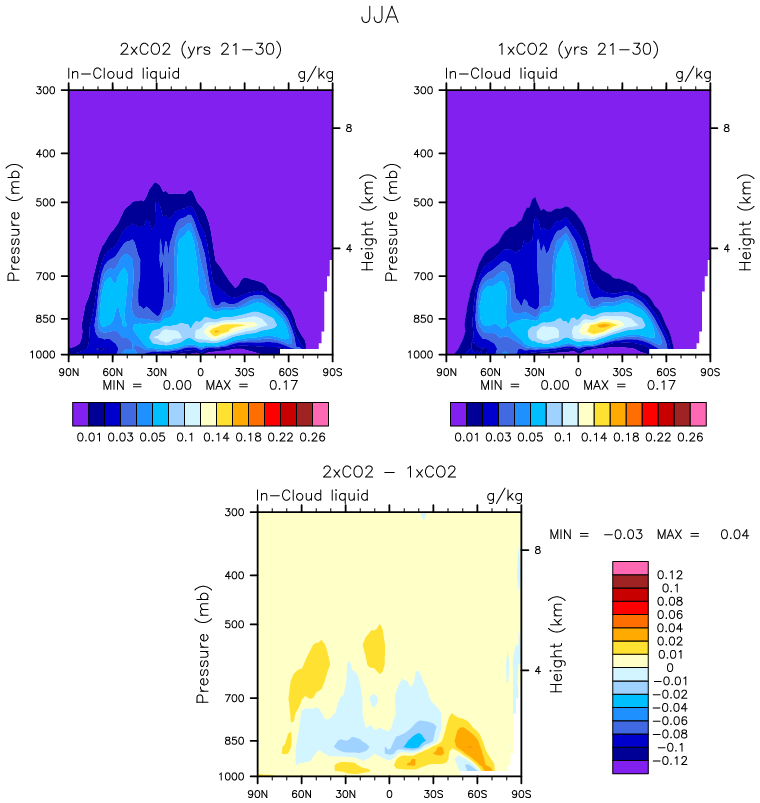 JJA
2xCO2 (yrs 21−30)
In−Cloud liquid g/kg
300
400
500
700
850
1000
Pressure (mb)
8
4
Height (km)
90N 60N 30N 0 30S 60S 90S
MIN = 0.00 MAX = 0.17
0.01 0.03 0.05 0.1 0.14 0.18 0.22 0.26
1xCO2 (yrs 21−30)
In−Cloud liquid g/kg
300
400
500
700
850
1000
Pressure (mb)
8
4
Height (km)
90N 60N 30N 0 30S 60S 90S
MIN = 0.00 MAX = 0.17
0.01 0.03 0.05 0.1 0.14 0.18 0.22 0.26
2xCO2 − 1xCO2
In−Cloud liquid g/kg
300
400
500
700
850
1000
Pressure (mb)
8
4
Height (km)
90N 60N 30N 0 30S 60S 90S
MIN = −0.03 MAX = 0.04
0.12
0.1
0.08
0.06
0.04
0.02
0.01
0
−0.01
−0.02
−0.04
−0.06
−0.08
−0.1
−0.12